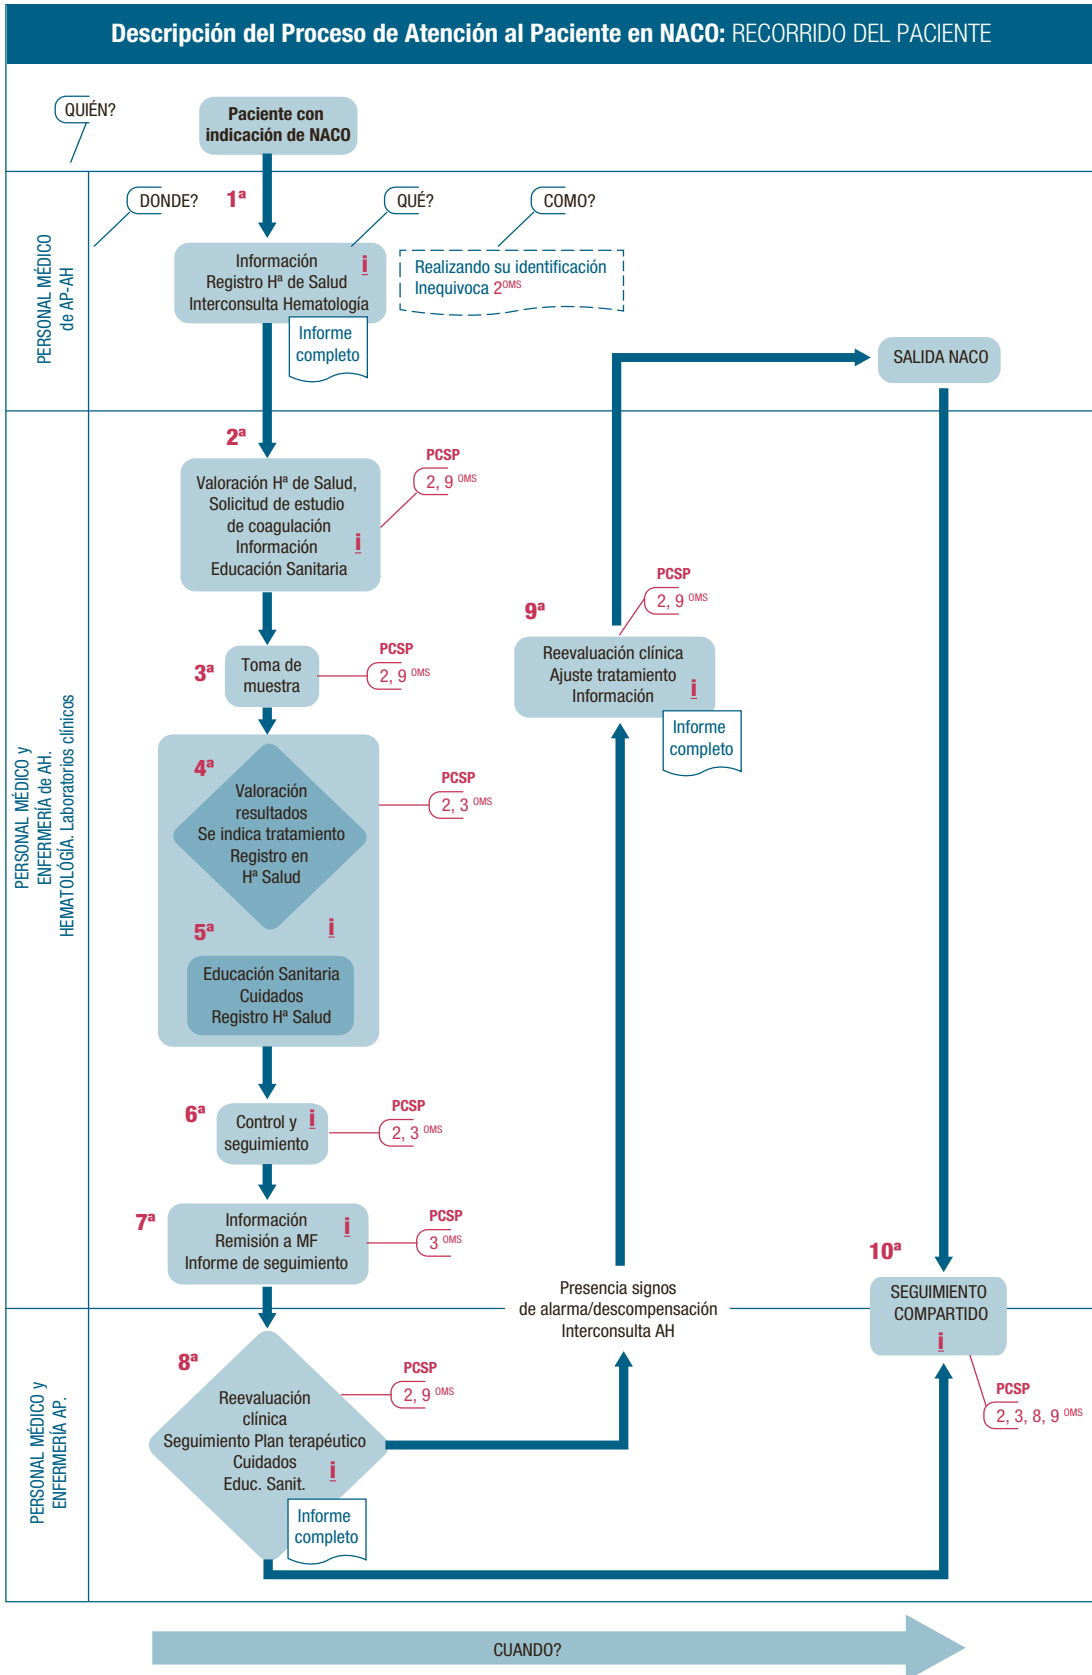 Descripción del Proceso de Atención al Paciente en NACO: RECORRIDO DEL PACIENTE
QUIÉN?
Paciente con
indicación de NACO
PERSONAL MÉDICO
de AP-AH
DONDE?
1ª
QUÉ?
COMO?
Información
Registro Hª de Salud
Interconsulta Hematología
i
Realizando su identificación
Inequivoca 2 OMS
Informe
completo
SALIDA NACO
PERSONAL MÉDICO y
ENFERMERÍA de AH.
HEMATOLÓGÍA. Laboratorios clínicos
2ª
Valoración Hª de Salud,
Solicitud de estudio
de coagulación
Información
Educación Sanitaria
i
PCSP
2, 9 OMS
3ª
Toma de
muestra
PCSP
2, 9 OMS
4ª
Valoración
resultados
Se indica tratamiento
Registro en
Hª Salud
PCSP
2, 3 OMS
5ª
i
Educación Sanitaria
Cuidados
Registro Hª Salud
6ª
Control y
seguimiento
i
PCSP
2, 3 OMS
7ª
Información
Remisión a MF
Informe de seguimiento
i
PCSP
3 OMS
PERSONAL MÉDICO y
ENFERMERÍA AP.
8ª
Reevaluación
clínica
Seguimiento Plan terapéutico
Cuidados
Educ. Sanit.
i
PCSP
2, 9 OMS
Informe
completo
Presencia signos
de alarma/descompensación
Interconsulta AH
9ª
PCSP
2, 9 OMS
Reevaluación clínica
Ajuste tratamiento
Información
i
Informe
completo
10ª
SEGUIMIENTO
COMPARTIDO
i
PCSP
2, 3, 8, 9 OMS
CUANDO?